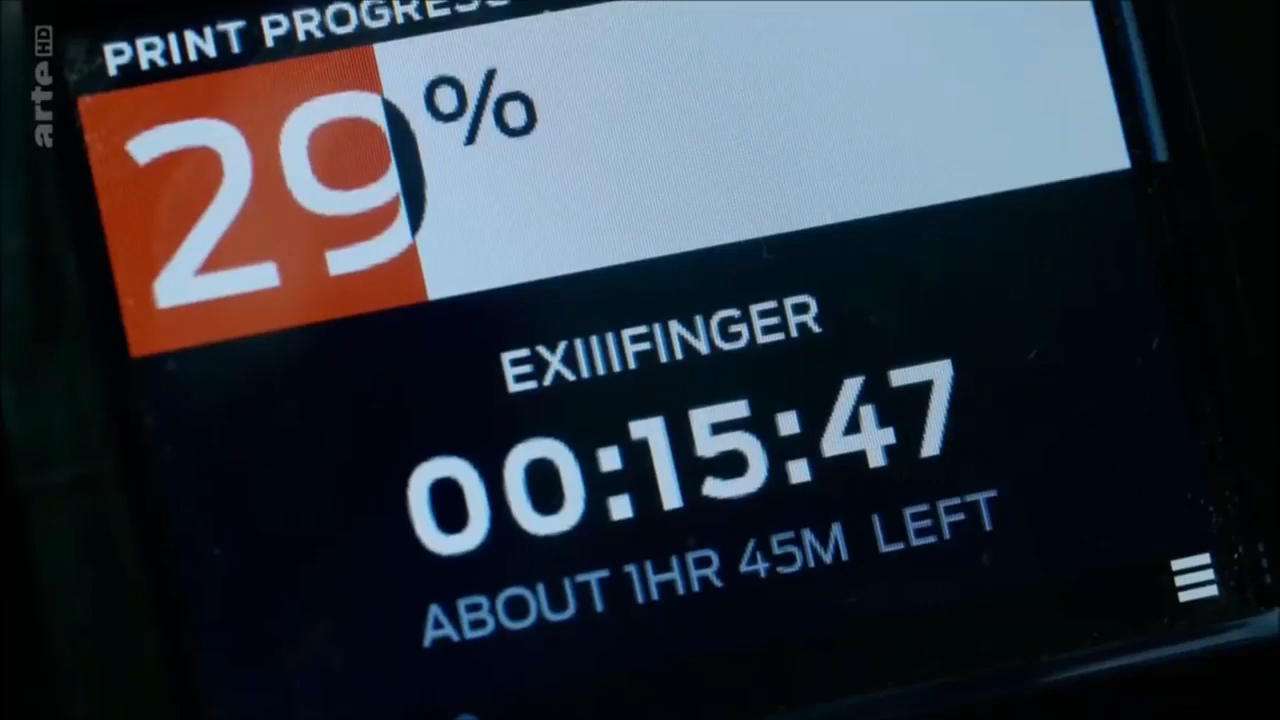 arte HD
PRINT PROGRESS
29%
EXIIIFINGER
00:15:47
ABOUT 1HR 45M LEFT